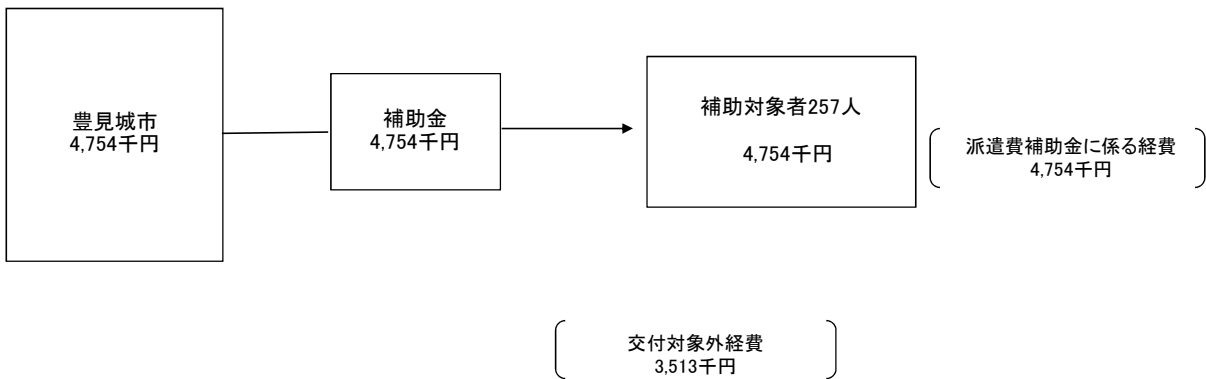 豊見城市
4,754千円
補助金
4,754千円
補助対象者257人
4,754千円
派遣費補助金に係る経費
4,754千円
交付対象外経費
3,513千円